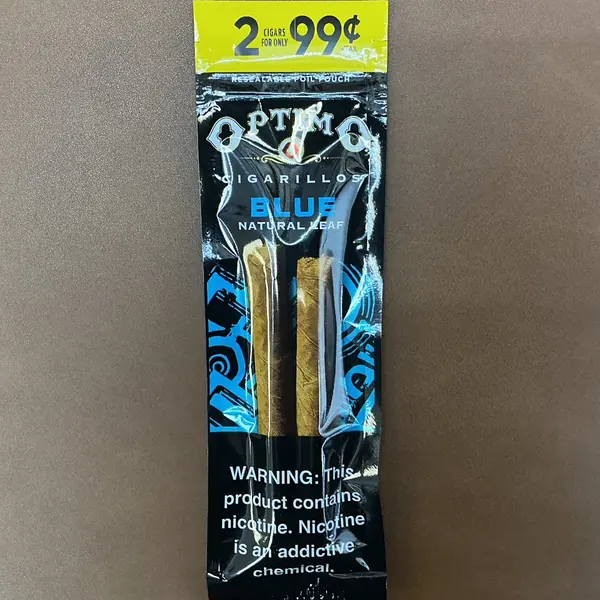 2 CIGARS FOR ONLY 99¢
+TAX
RESEALABLE FOIL POUCH
OPTIMO
CIGARILLOS
BLUE
NATURAL LEAF
WARNING: This
product contains
nicotine. Nicotine
is an addictive
chemical.